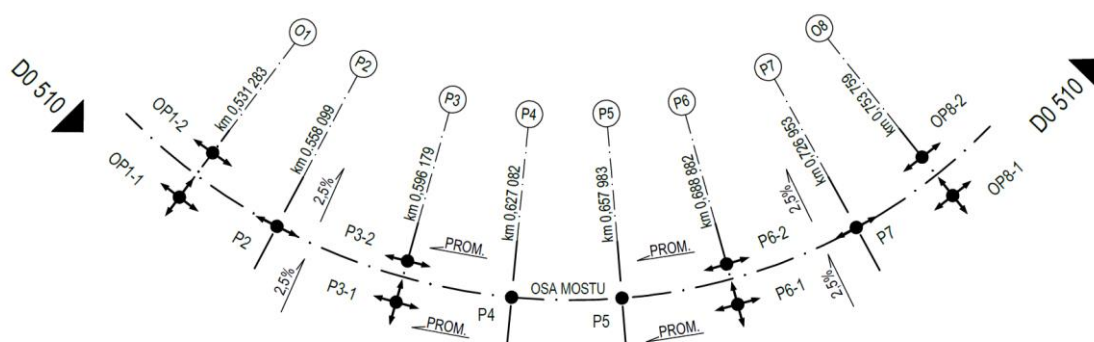 O1
P2
P3
P4
P5
P6
P7
O8
D0 510
D0 510
OP1-2
OP1-1
km 0.531 283
km 0.558 099
km 0.596 179
km 0.627 082
km 0.657 983
km 0.688 882
km 0.726 953
km 0.753 759
OP8-2
OP8-1
2,5%
2,5%
P2
P3-2
P3-1
PROM.
PROM.
P4
OSA MOSTU
P5
PROM.
PROM.
P6-2
P6-1
2,5%
2,5%
P7